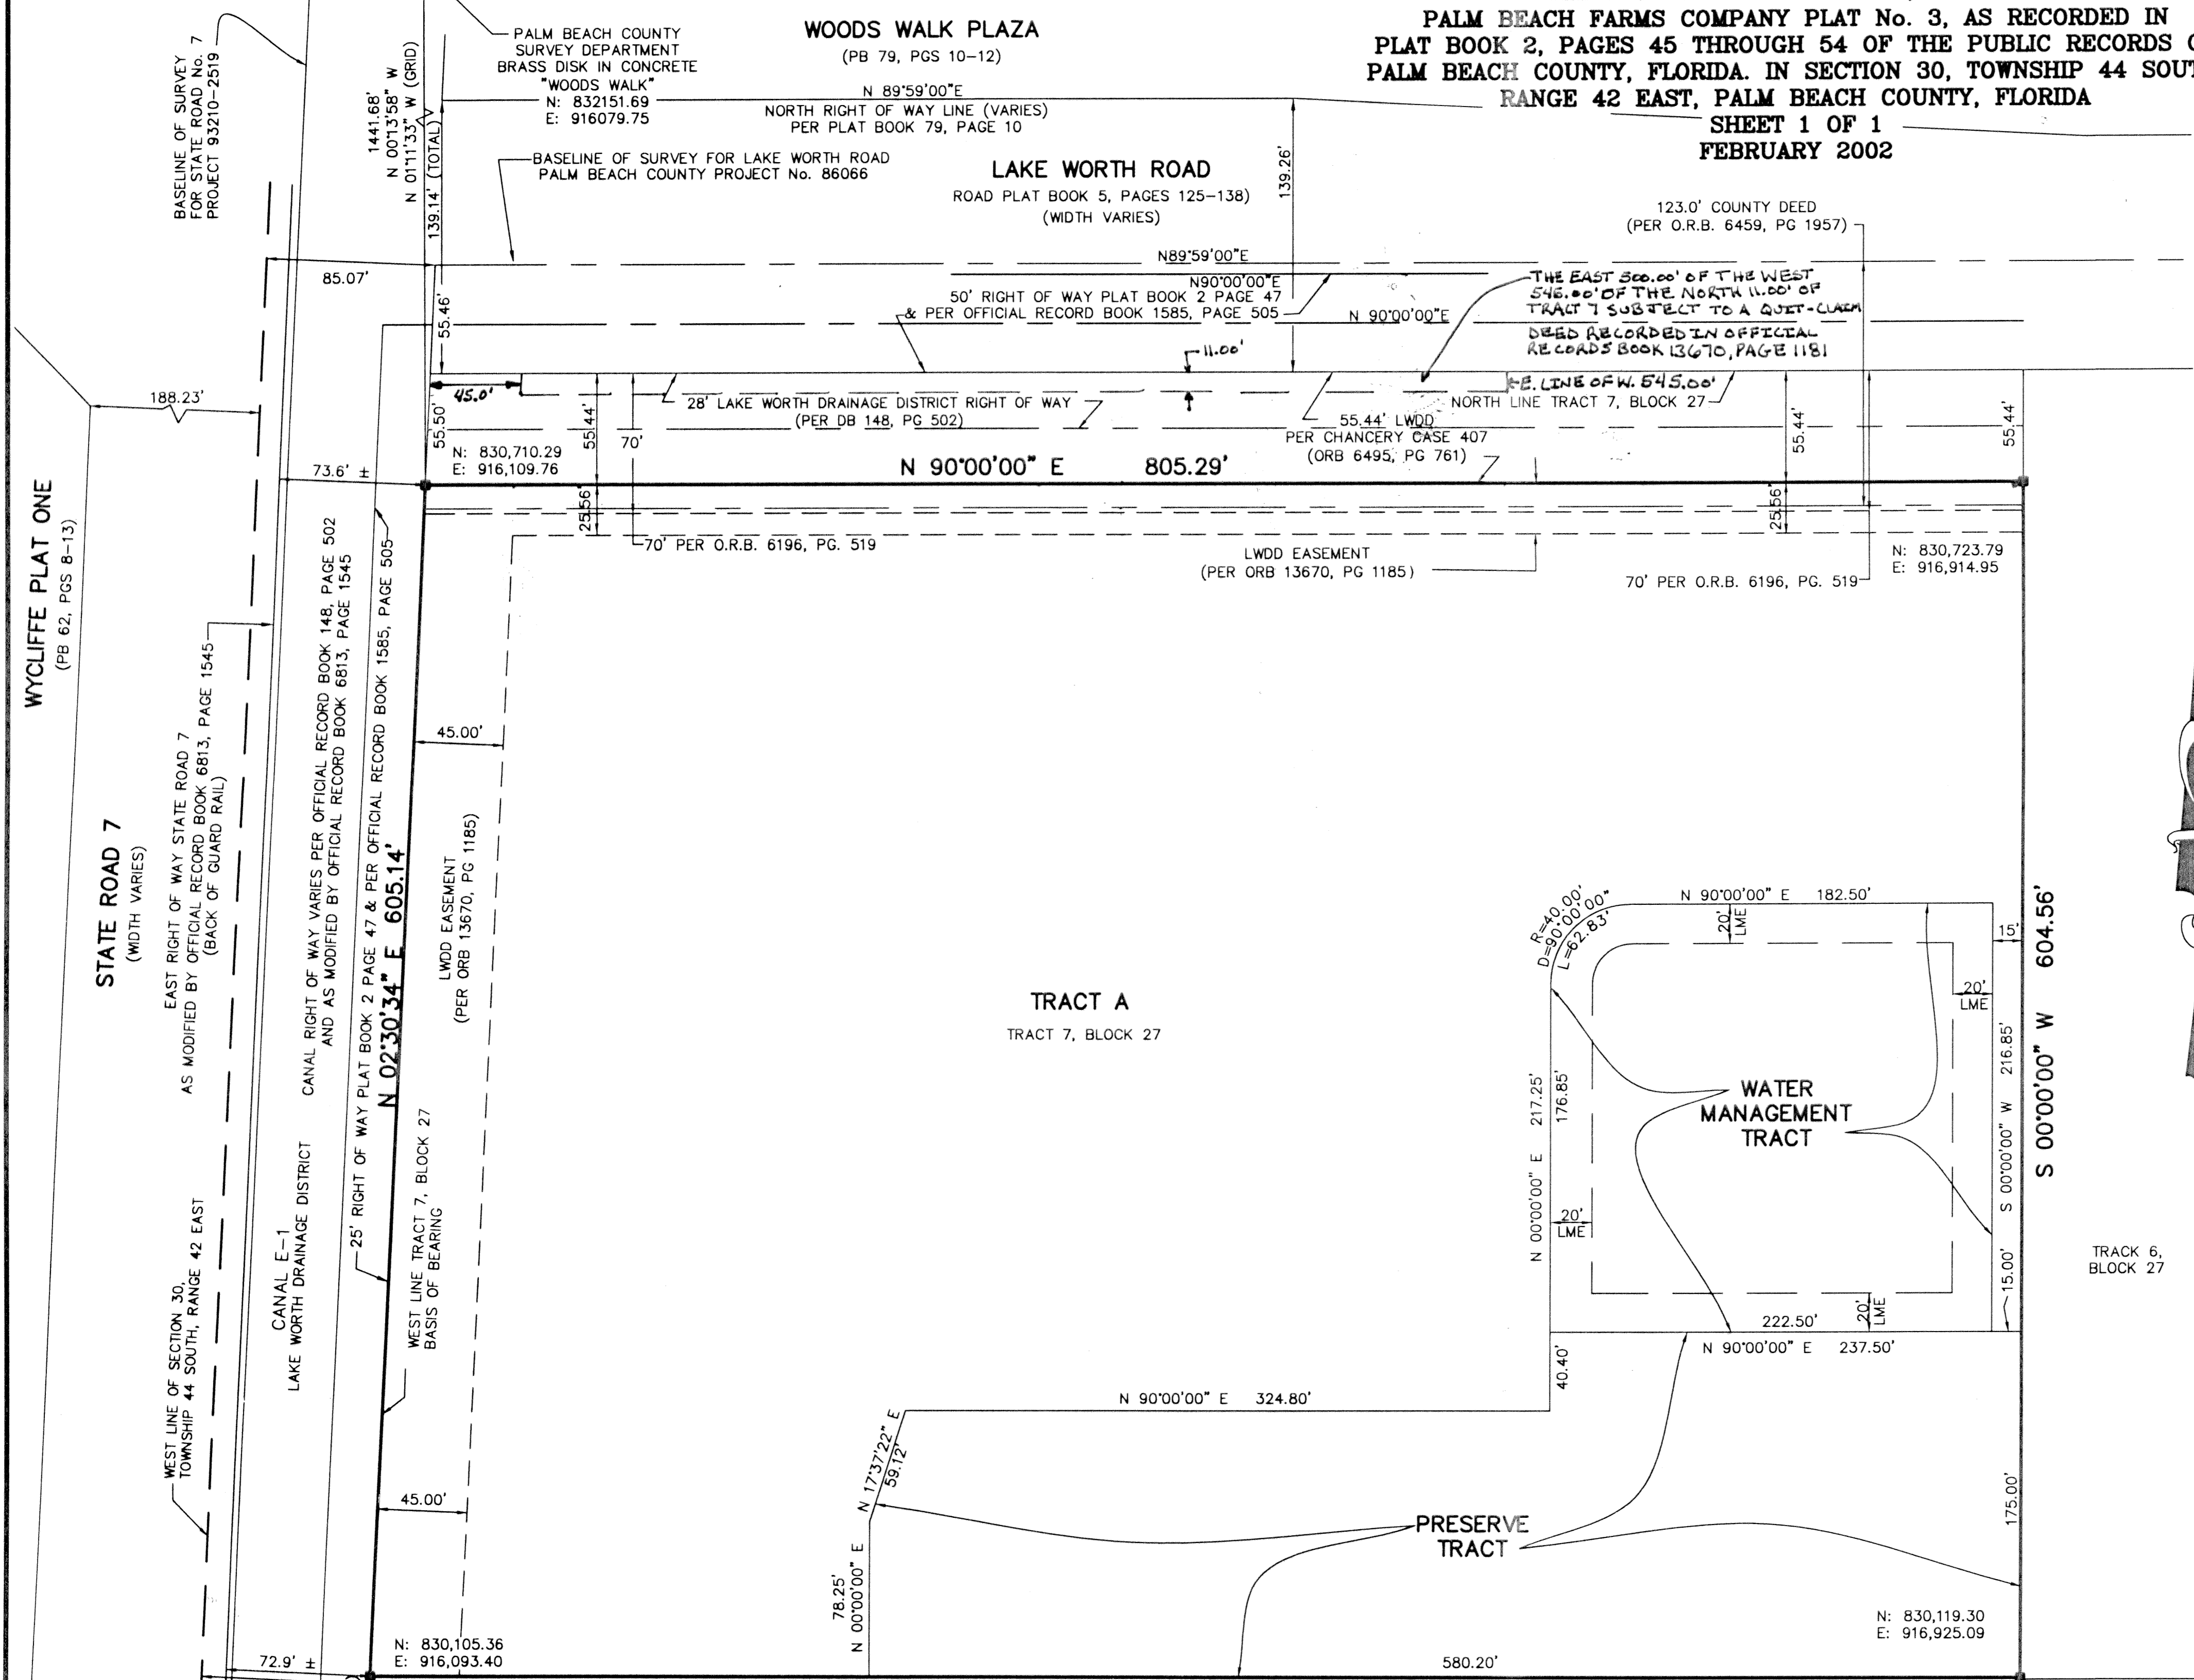 PALM BEACH FARMS COMPANY PLAT No. 3, AS RECORDED IN
PLAT BOOK 2, PAGES 45 THROUGH 54 OF THE PUBLIC RECORDS
PALM BEACH COUNTY, FLORIDA. IN SECTION 30, TOWNSHIP 44 SOUT
RANGE 42 EAST, PALM BEACH COUNTY, FLORIDA
SHEET 1 OF 1
FEBRUARY 2002
BASELINE OF SURVEY
FOR STATE ROAD No. 7
PROJECT 93210-2519
1441.68'
N 00°13'58" W
N 01°11'33" W (GRID)
139.14' (TOTAL)
PALM BEACH COUNTY
SURVEY DEPARTMENT
BRASS DISK IN CONCRETE
"WOODS WALK"
N: 832151.69
E: 916079.75
WOODS WALK PLAZA
(PB 79, PGS 10-12)
N 89°59'00"E
NORTH RIGHT OF WAY LINE (VARIES)
PER PLAT BOOK 79, PAGE 10
BASELINE OF SURVEY FOR LAKE WORTH ROAD
PALM BEACH COUNTY PROJECT No. 86066
LAKE WORTH ROAD
ROAD PLAT BOOK 5, PAGES 125-138)
(WIDTH VARIES)
139.26'
123.0' COUNTY DEED
(PER O.R.B. 6459, PG 1957)
85.07'
55.46'
N89°59'00"E
N90°00'00"E
50' RIGHT OF WAY PLAT BOOK 2 PAGE 47
& PER OFFICIAL RECORD BOOK 1585, PAGE 505
N 90°00'00"E
THE EAST 500.00' OF THE WEST
545.00' OF THE NORTH 11.00' OF
TRACT 7 SUBJECT TO A QUIT-CLAIM
DEED RECORDED IN OFFICIAL
RECORDS BOOK 13670, PAGE 1181
11.00'
E. LINE OF W. 545.00'
NORTH LINE TRACT 7, BLOCK 27
188.23'
45.0'
55.50'
55.44'
70'
28' LAKE WORTH DRAINAGE DISTRICT RIGHT OF WAY
(PER DB 148, PG 502)
55.44' LWDD
PER CHANCERY CASE 407
(ORB 6495, PG 761)
55.44'
55.44'
N: 830,710.29
E: 916,109.76
73.6' ±
N 90°00'00" E 805.29'
25.56'
25.56'
70' PER O.R.B. 6196, PG. 519
LWDD EASEMENT
(PER ORB 13670, PG 1185)
70' PER O.R.B. 6196, PG. 519
N: 830,723.79
E: 916,914.95
WYCLIFFE PLAT ONE
(PB 62, PGS 8-13)
STATE ROAD 7
(WIDTH VARIES)
EAST RIGHT OF WAY STATE ROAD 7
AS MODIFIED BY OFFICIAL RECORD BOOK 6813, PAGE 1545
(BACK OF GUARD RAIL)
CANAL RIGHT OF WAY VARIES PER OFFICIAL RECORD BOOK 148, PAGE 502
AND AS MODIFIED BY OFFICIAL RECORD BOOK 6813, PAGE 1545
25' RIGHT OF WAY PLAT BOOK 2 PAGE 47 & PER OFFICIAL RECORD BOOK 1585, PAGE 505
N 02°30'34" E 605.14'
45.00'
LWDD EASEMENT
(PER ORB 13670, PG 1185)
WEST LINE OF SECTION 30,
TOWNSHIP 44 SOUTH, RANGE 42 EAST
CANAL E-1
LAKE WORTH DRAINAGE DISTRICT
WEST LINE TRACT 7, BLOCK 27
BASIS OF BEARING
TRACT A
TRACT 7, BLOCK 27
R=40.00'
D=90°00'00"
L=62.83'
N 90°00'00" E 182.50'
20'
LME
15'
20'
LME
WATER
MANAGEMENT
TRACT
N 00°00'00" E 217.25'
176.85'
20'
LME
S 00°00'00" W 216.85'
15.00'
S 00°00'00" W 604.56'
TRACK 6,
BLOCK 27
222.50'
20'
LME
N 90°00'00" E 237.50'
40.40'
N 90°00'00" E 324.80'
N 17°37'22" E
59.12'
45.00'
PRESERVE
TRACT
175.00'
78.25'
N 00°00'00" E
N: 830,119.30
E: 916,925.09
N: 830,105.36
E: 916,093.40
72.9' ±
580.20'